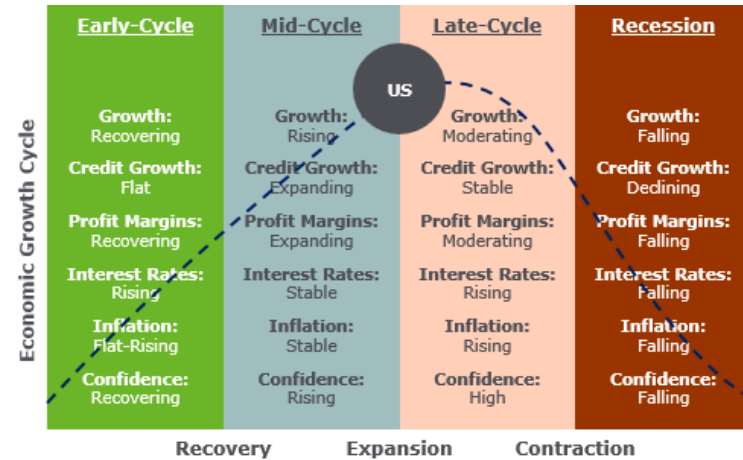 Early-Cycle
Mid-Cycle
Late-Cycle
Recession
US
Economic Growth Cycle
Growth:
Recovering
Credit Growth:
Flat
Profit Margins:
Recovering
Interest Rates:
Rising
Inflation:
Flat-Rising
Confidence:
Recovering
Growth:
Rising
Credit Growth:
Expanding
Profit Margins:
Expanding
Interest Rates:
Stable
Inflation:
Stable
Confidence:
Rising
Growth:
Moderating
Credit Growth:
Stable
Profit Margins:
Moderating
Interest Rates:
Rising
Inflation:
Rising
Confidence:
High
Growth:
Falling
Credit Growth:
Declining
Profit Margins:
Falling
Interest Rates:
Falling
Inflation:
Falling
Confidence:
Falling
Recovery
Expansion
Contraction